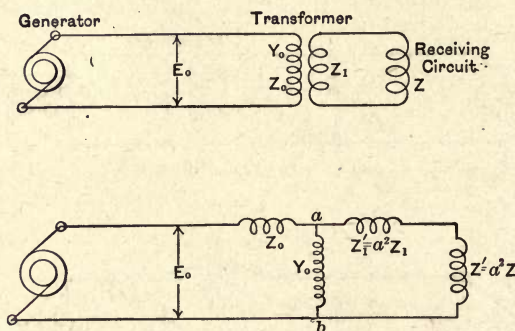 Generator
Transformer
Receiving
Circuit
E₀
Y₀
Z₀
Z₁
Z
a
Z₀
Z₁′=a²Z₁
E₀
Y₀
Z′=a²Z
b